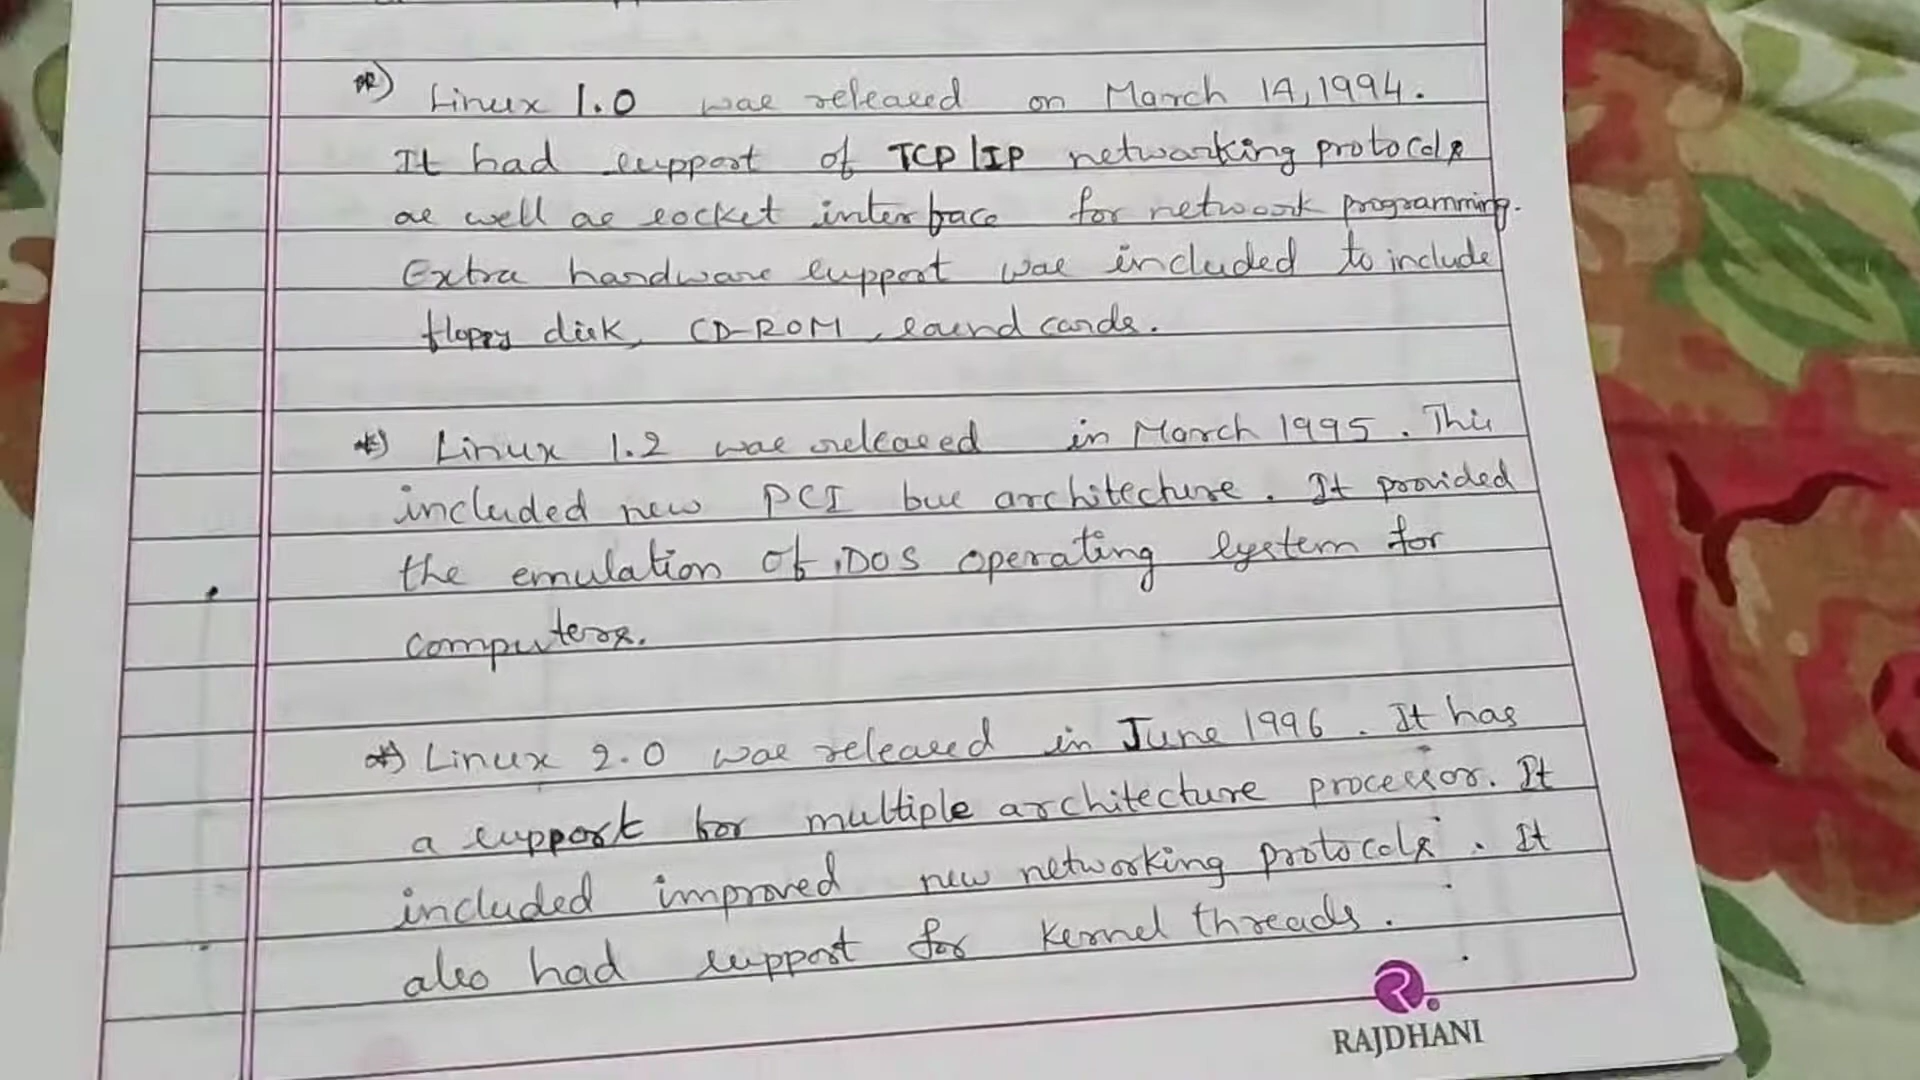 *) Linux 1.0 was released on March 14, 1994.
It had support of TCP/IP networking protocols
as well as socket interface for network programming.
Extra hardware support was included to include
floppy disk, CD-ROM, sound cards.
*) Linux 1.2 was released in March 1995. This
included new PCI bus architecture. It provided
the emulation of DOS operating system for
computers.
*) Linux 2.0 was released in June 1996. It has
a support for multiple architecture processor. It
included improved new networking protocols. It
also had support for kernel threads.
RAJDHANI